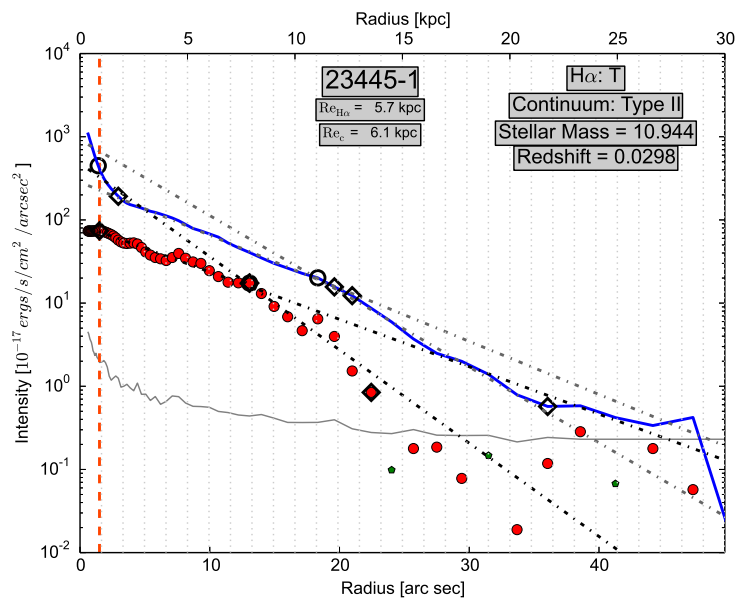 Radius [kpc]
0 5 10 15 20 25 30
10^4
10^3
10^2
10^1
10^0
10^-1
10^-2
Intensity [10^-17 ergs/s/cm^2 /arcsec^2 ]
23445-1
Re_Hα = 5.7 kpc
Re_c = 6.1 kpc
Hα: T
Continuum: Type II
Stellar Mass = 10.944
Redshift = 0.0298
0 10 20 30 40
Radius [arc sec]